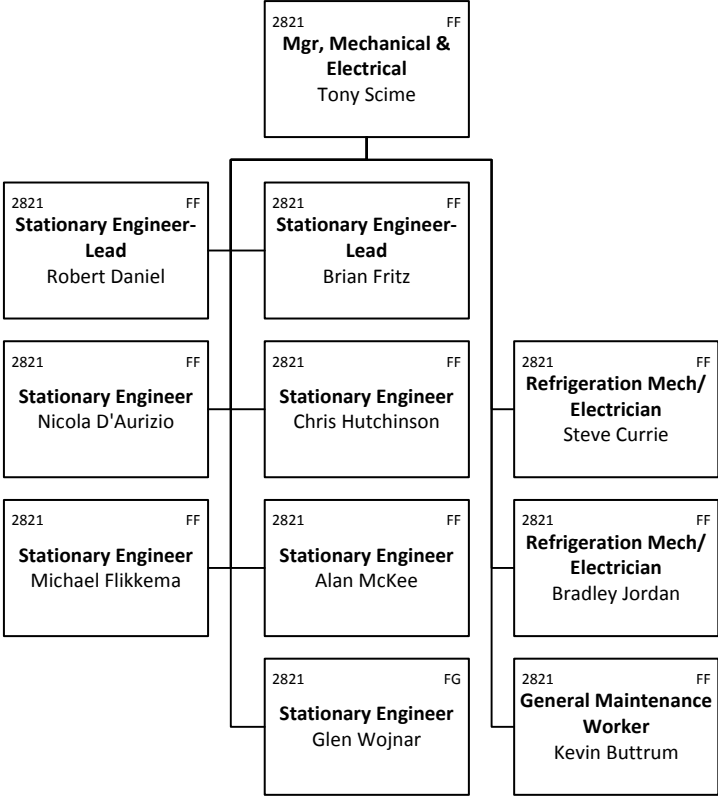 2821 FF
Mgr, Mechanical &
Electrical
Tony Scime
2821 FF
Stationary Engineer-
Lead
Robert Daniel
2821 FF
Stationary Engineer-
Lead
Brian Fritz
2821 FF
Stationary Engineer
Nicola D'Aurizio
2821 FF
Stationary Engineer
Chris Hutchinson
2821 FF
Refrigeration Mech/
Electrician
Steve Currie
2821 FF
Stationary Engineer
Michael Flikkema
2821 FF
Stationary Engineer
Alan McKee
2821 FF
Refrigeration Mech/
Electrician
Bradley Jordan
2821 FG
Stationary Engineer
Glen Wojnar
2821 FF
General Maintenance
Worker
Kevin Buttrum